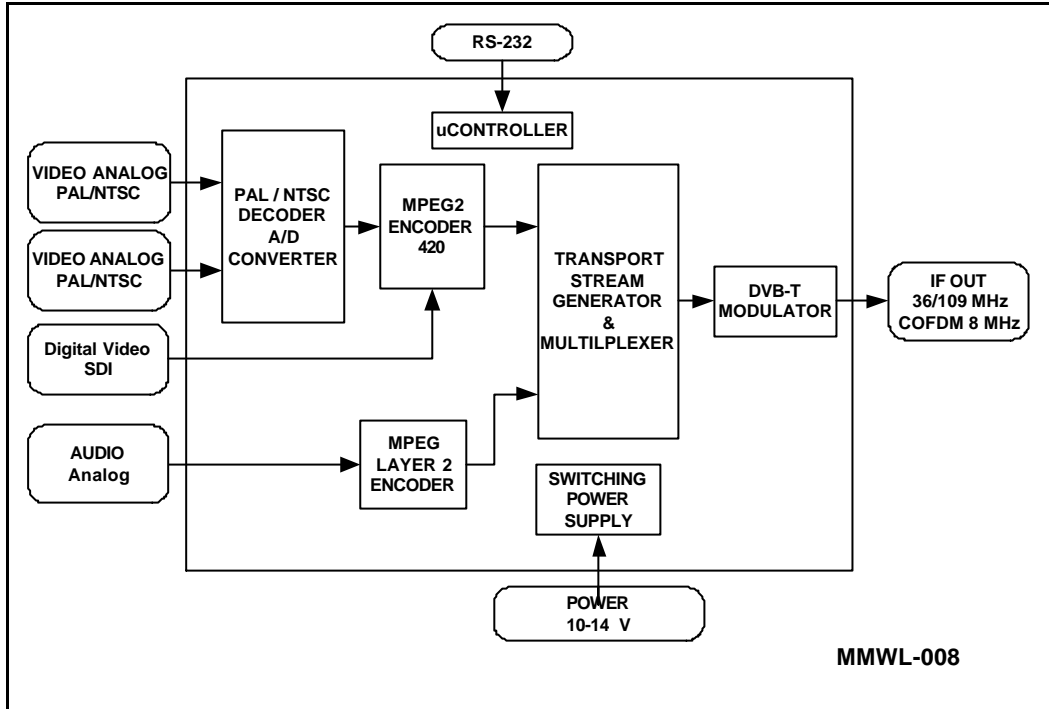 RS-232
uCONTROLLER
VIDEO ANALOG
PAL/NTSC
VIDEO ANALOG
PAL/NTSC
Digital Video
SDI
AUDIO
Analog
PAL / NTSC
DECODER
A/D
CONVERTER
MPEG2
ENCODER
420
MPEG
LAYER 2
ENCODER
TRANSPORT
STREAM
GENERATOR
&
MULTILPLEXER
DVB-T
MODULATOR
IF OUT
36/109 MHz
COFDM 8 MHz
SWITCHING
POWER
SUPPLY
POWER
10-14 V
MMWL-008